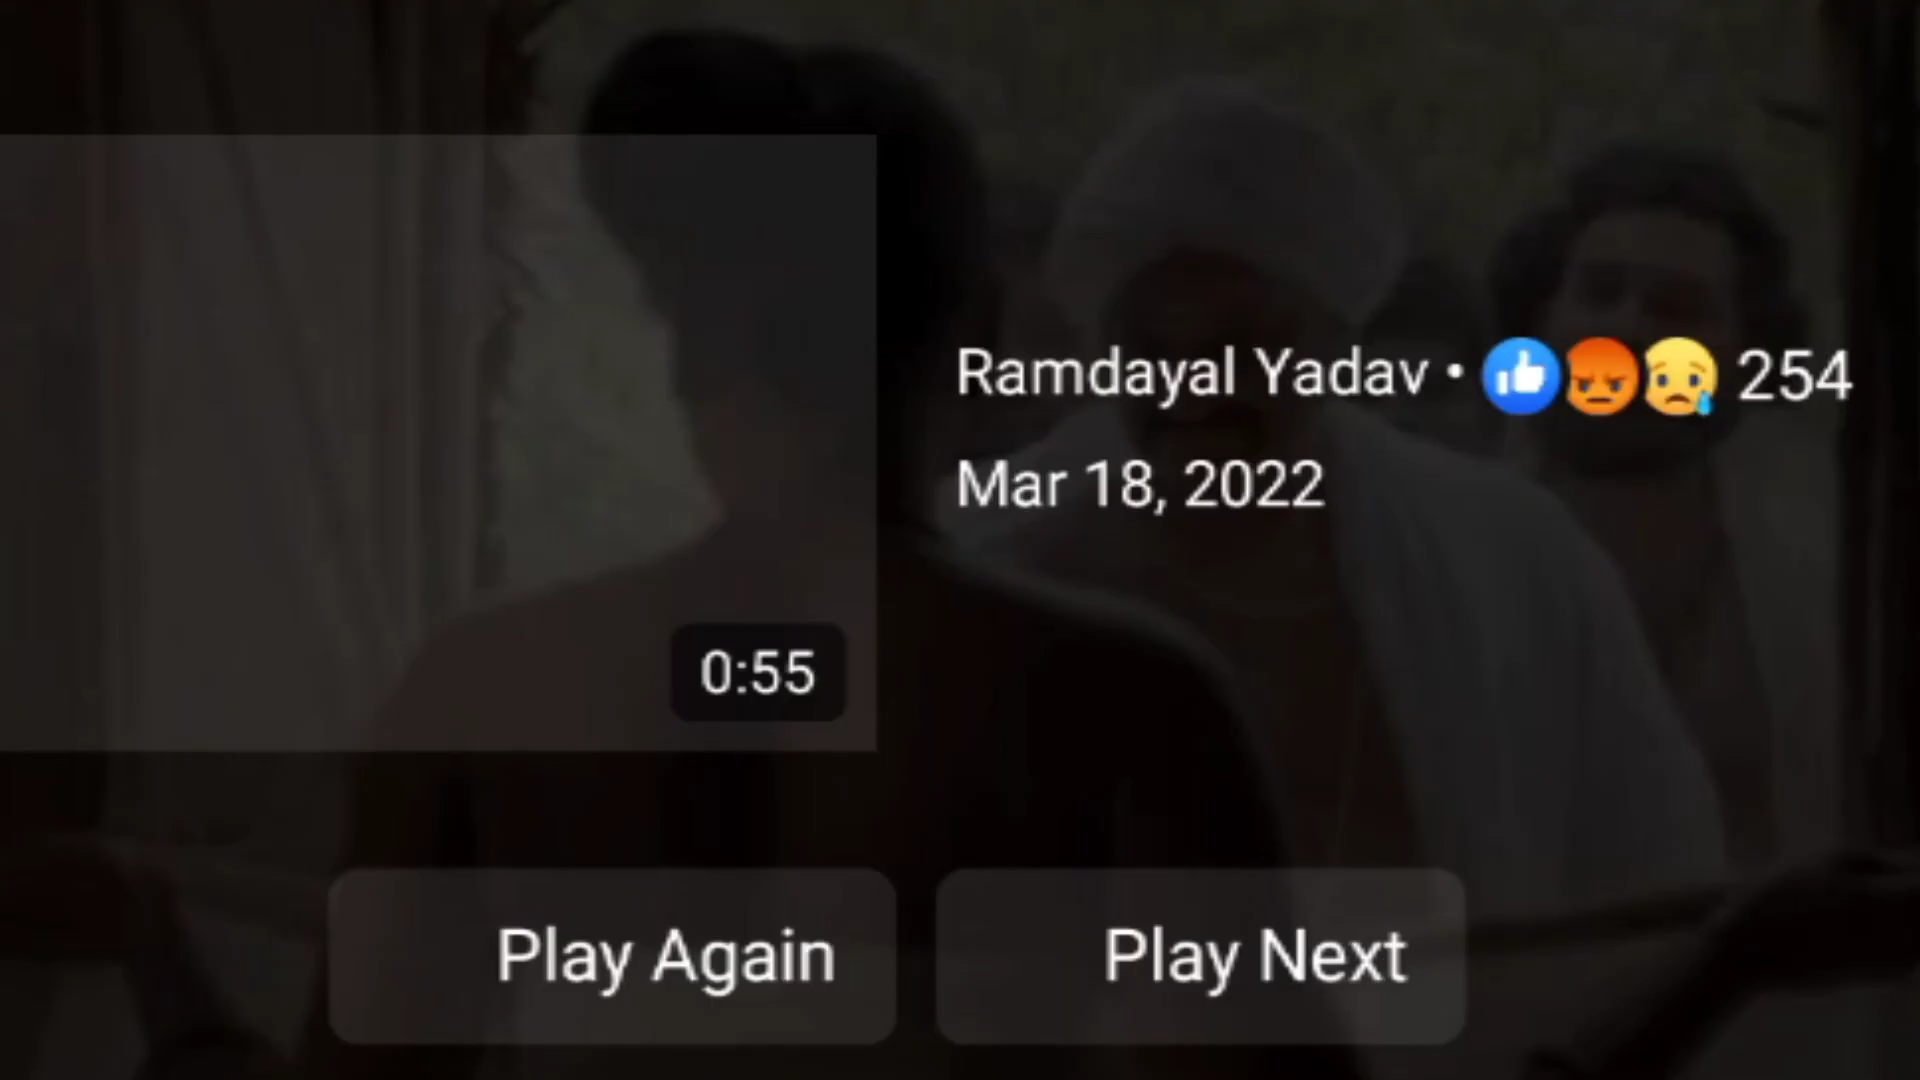 Ramdayal Yadav • 👍😡😢 254
Mar 18, 2022
0:55
Play Again
Play Next